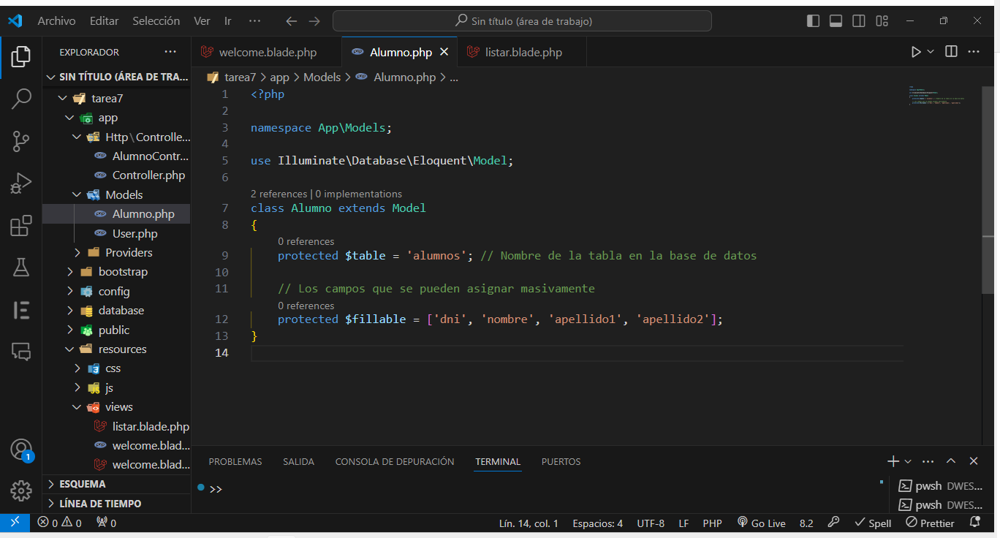 Archivo Editar Selección Ver Ir ··· Sin título (área de trabajo)
EXPLORADOR ···
SIN TÍTULO (ÁREA DE TRA...
tarea7
app
Http\Controlle...
AlumnoContr...
Controller.php
Models
Alumno.php
User.php
Providers
bootstrap
config
database
public
resources
css
js
views
listar.blade.php
welcome.blad...
welcome.blad...
ESQUEMA
LÍNEA DE TIEMPO
welcome.blade.php Alumno.php listar.blade.php
tarea7 > app > Models > Alumno.php > ...
1 <?php
2
3 namespace App\Models;
4
5 use Illuminate\Database\Eloquent\Model;
6
2 references | 0 implementations
7 class Alumno extends Model
8 {
0 references
9 protected $table = 'alumnos'; // Nombre de la tabla en la base de datos
10
11 // Los campos que se pueden asignar masivamente
0 references
12 protected $fillable = ['dni', 'nombre', 'apellido1', 'apellido2'];
13 }
14
PROBLEMAS SALIDA CONSOLA DE DEPURACIÓN TERMINAL PUERTOS
>>
pwsh DWES...
pwsh DWES...
1
0 0 0 Lín. 14, col. 1 Espacios: 4 UTF-8 LF PHP Go Live 8.2 Spell Prettier